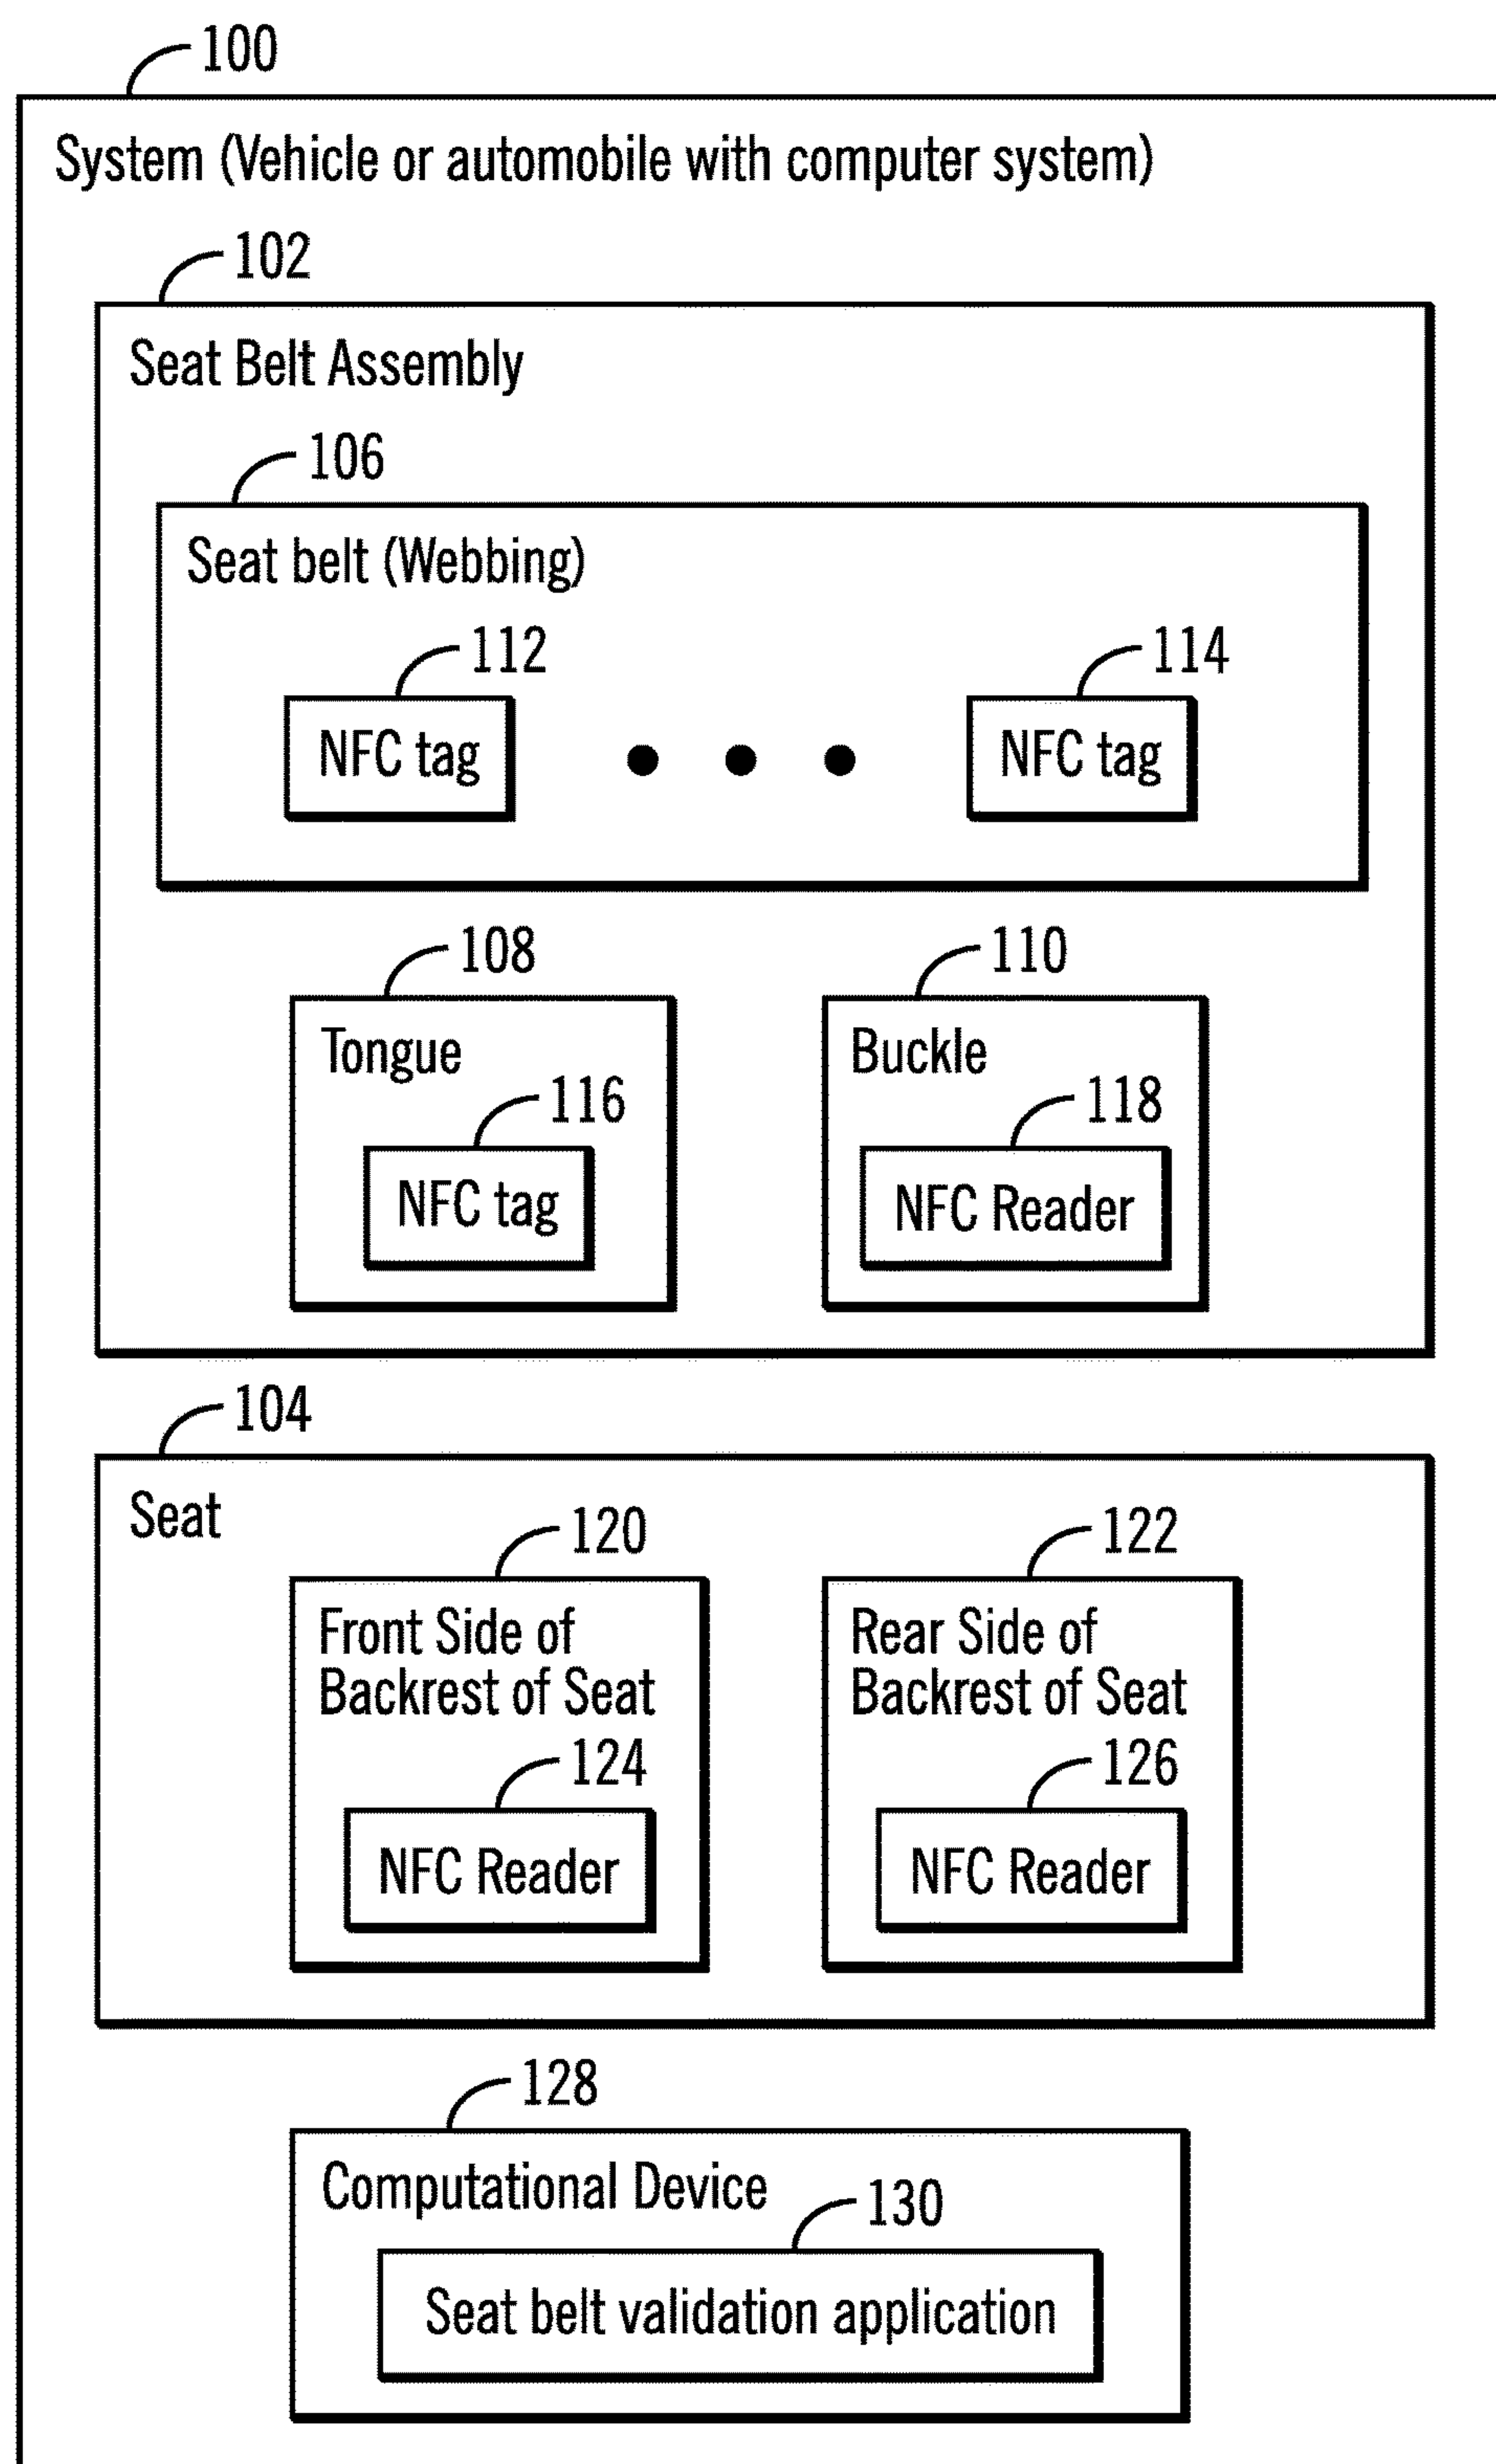 100
System (Vehicle or automobile with computer system)
102
Seat Belt Assembly
106
Seat belt (Webbing)
112
114
NFC tag
NFC tag
108
110
Tongue
Buckle
116
118
NFC tag
NFC Reader
104
Seat
120
122
Front Side of
Backrest of Seat
Rear Side of
Backrest of Seat
124
126
NFC Reader
NFC Reader
128
Computational Device
130
Seat belt validation application